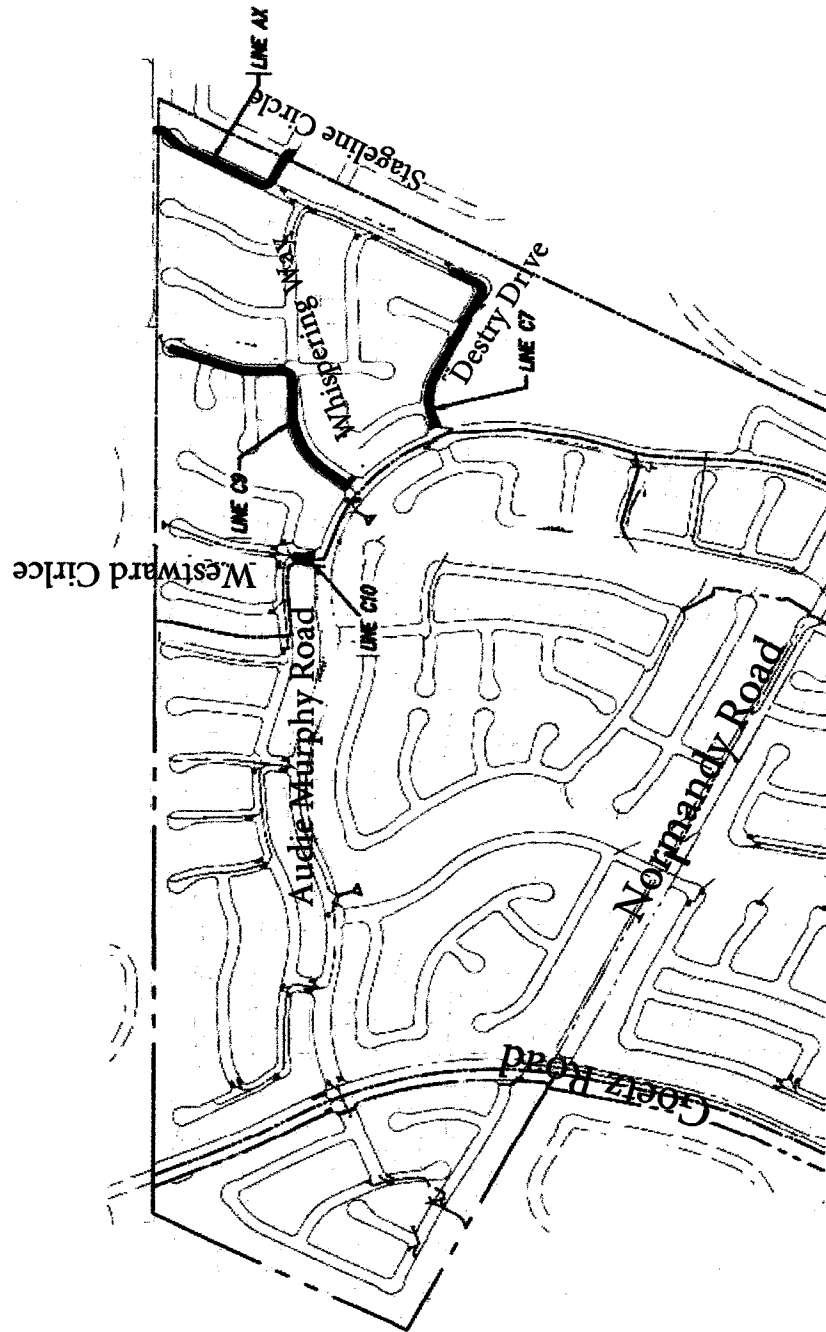 LINE AX
Stageline Circle
Whispering Way
Destry Drive
LINE C7
LINE C9
Westward Cirlce
LINE C10
Audie Murphy Road
Normandy Road
Goetz Road